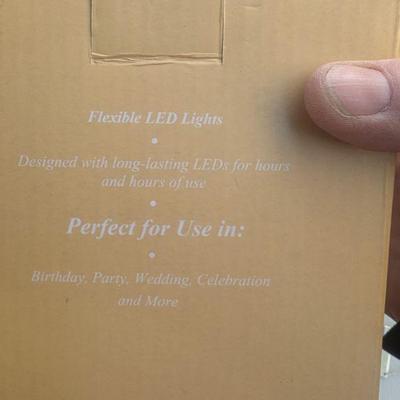 Flexible LED Lights
•
Designed with long-lasting LEDs for hours
and hours of use
•
Perfect for Use in:
•
Birthday, Party, Wedding, Celebration
and More